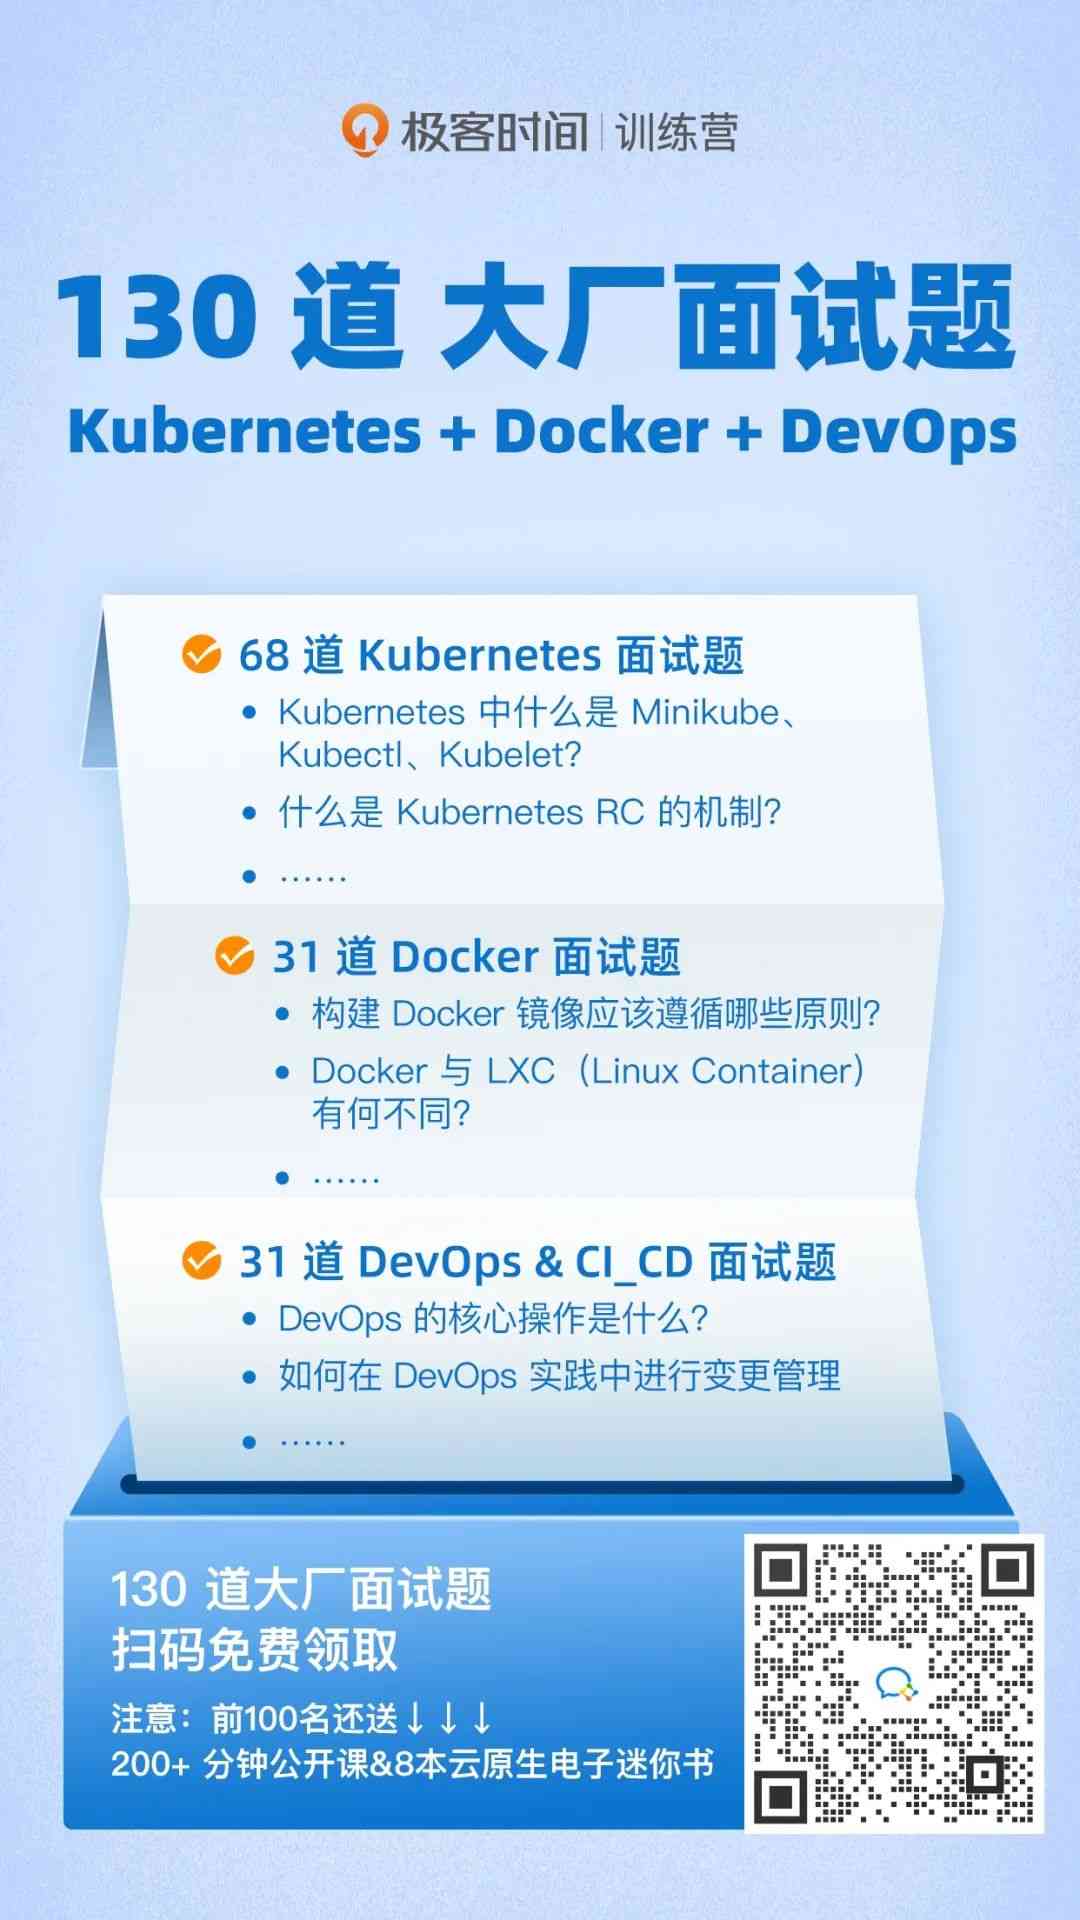 极客时间 | 训练营
130 道 大厂面试题
Kubernetes + Docker + DevOps
68 道 Kubernetes 面试题
• Kubernetes 中什么是 Minikube、
Kubectl、Kubelet?
• 什么是 Kubernetes RC 的机制?
• ……
31 道 Docker 面试题
• 构建 Docker 镜像应该遵循哪些原则?
• Docker 与 LXC（Linux Container）
有何不同?
• ……
31 道 DevOps & CI_CD 面试题
• DevOps 的核心操作是什么?
• 如何在 DevOps 实践中进行变更管理
• ……
130 道大厂面试题
扫码免费领取
注意：前100名还送↓↓↓
200+ 分钟公开课&8本云原生电子迷你书